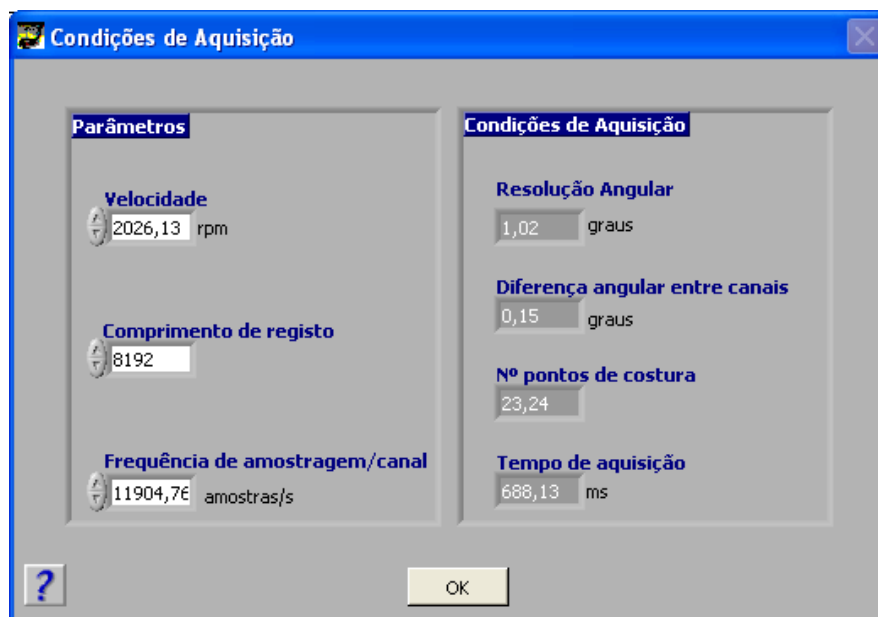 Condições de Aquisição
Parâmetros
Velocidade
2026,13 rpm
Comprimento de registo
8192
Frequência de amostragem/canal
11904,76 amostras/s
Condições de Aquisição
Resolução Angular
1,02 graus
Diferença angular entre canais
0,15 graus
Nº pontos de costura
23,24
Tempo de aquisição
688,13 ms
?
OK